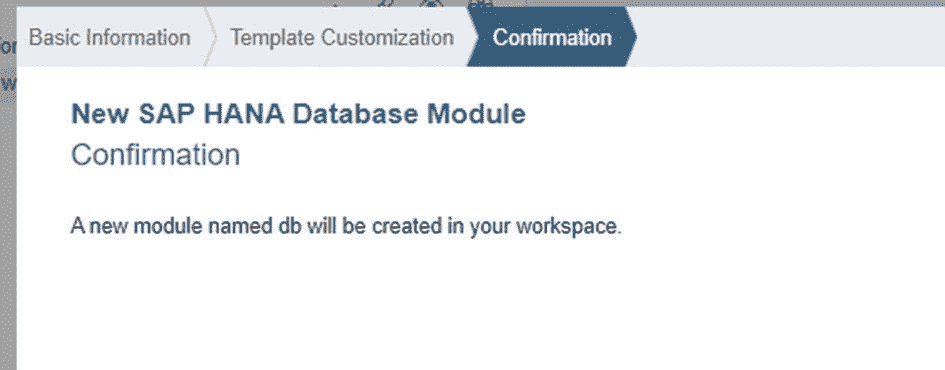 Basic Information Template Customization Confirmation
New SAP HANA Database Module
Confirmation
A new module named db will be created in your workspace.